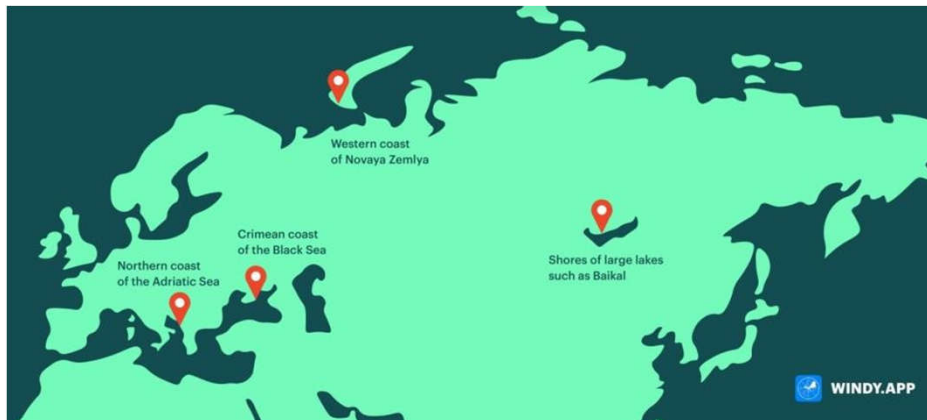 Western coast
of Novaya Zemlya
Crimean coast
of the Black Sea
Northern coast
of the Adriatic Sea
Shores of large lakes
such as Baikal
WINDY.APP